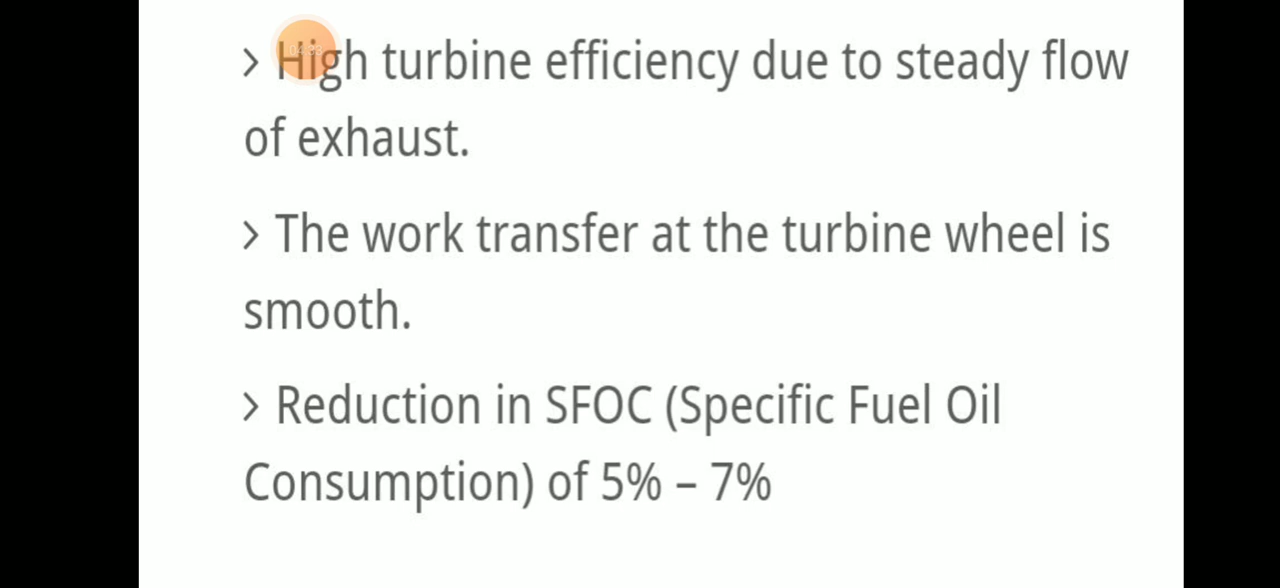 > High turbine efficiency due to steady flow
of exhaust.
> The work transfer at the turbine wheel is
smooth.
> Reduction in SFOC (Specific Fuel Oil
Consumption) of 5% – 7%